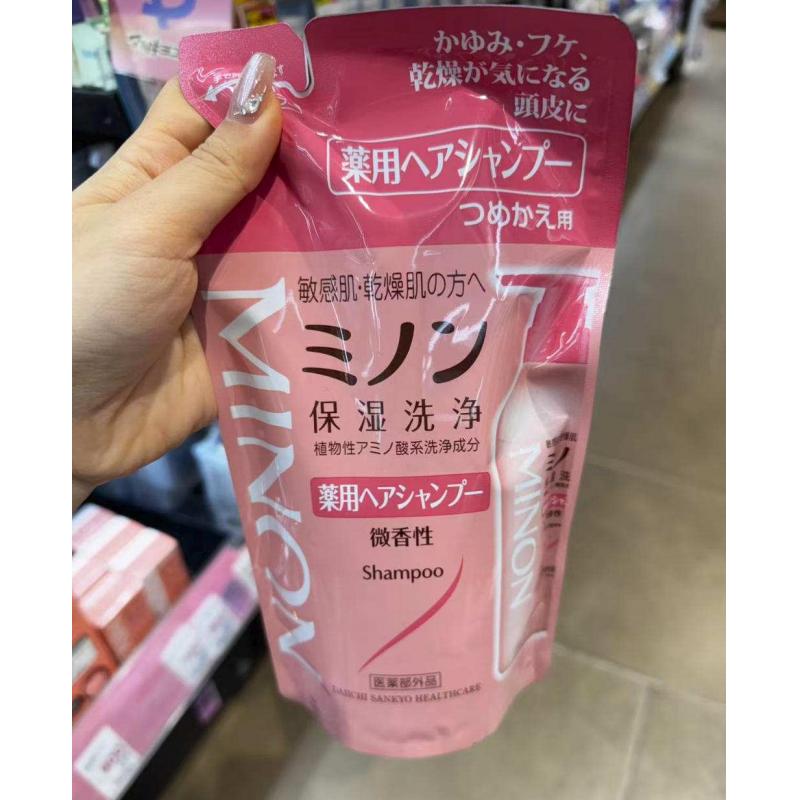 かゆみ・フケ、
乾燥が気になる
頭皮に
薬用ヘアシャンプー
つめかえ用
敏感肌・乾燥肌の方へ
ミノン
保湿洗浄
植物性アミノ酸系洗浄成分
薬用ヘアシャンプー
微香性
Shampoo
医薬部外品
DAIICHI SANKYO HEALTHCARE
MINON
ミノ
MINON